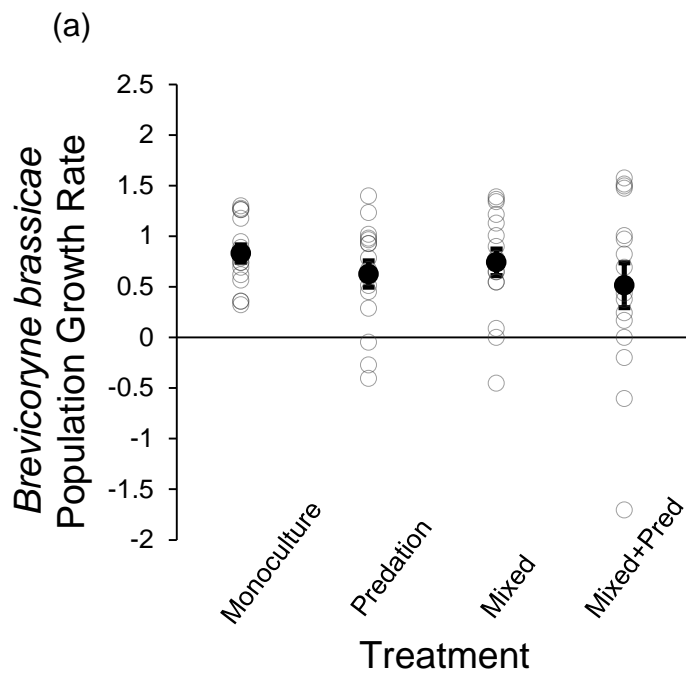 (a)
Brevicoryne brassicae
Population Growth Rate
2.5
2
1.5
1
0.5
0
-0.5
-1
-1.5
-2
Monoculture
Predation
Mixed
Mixed+Pred
Treatment